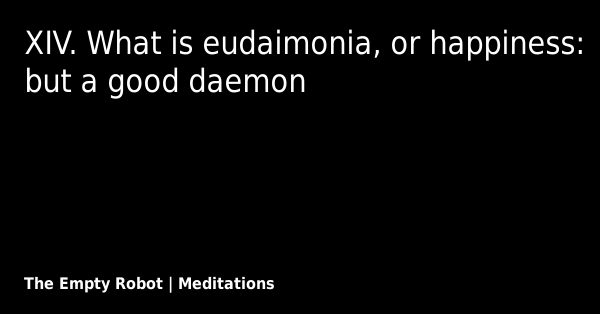 XIV. What is eudaimonia, or happiness:
but a good daemon
The Empty Robot | Meditations